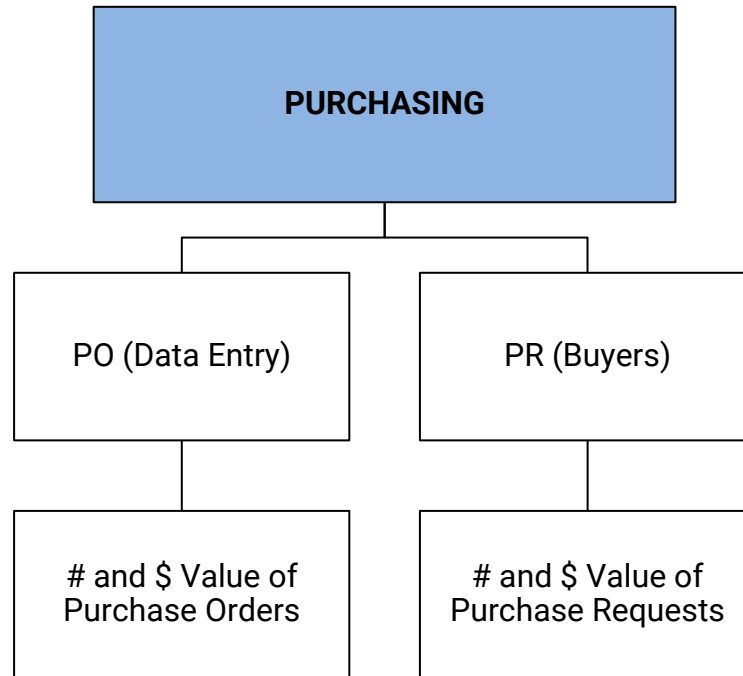 PURCHASING
PO (Data Entry)
PR (Buyers)
# and $ Value of
Purchase Orders
# and $ Value of
Purchase Requests